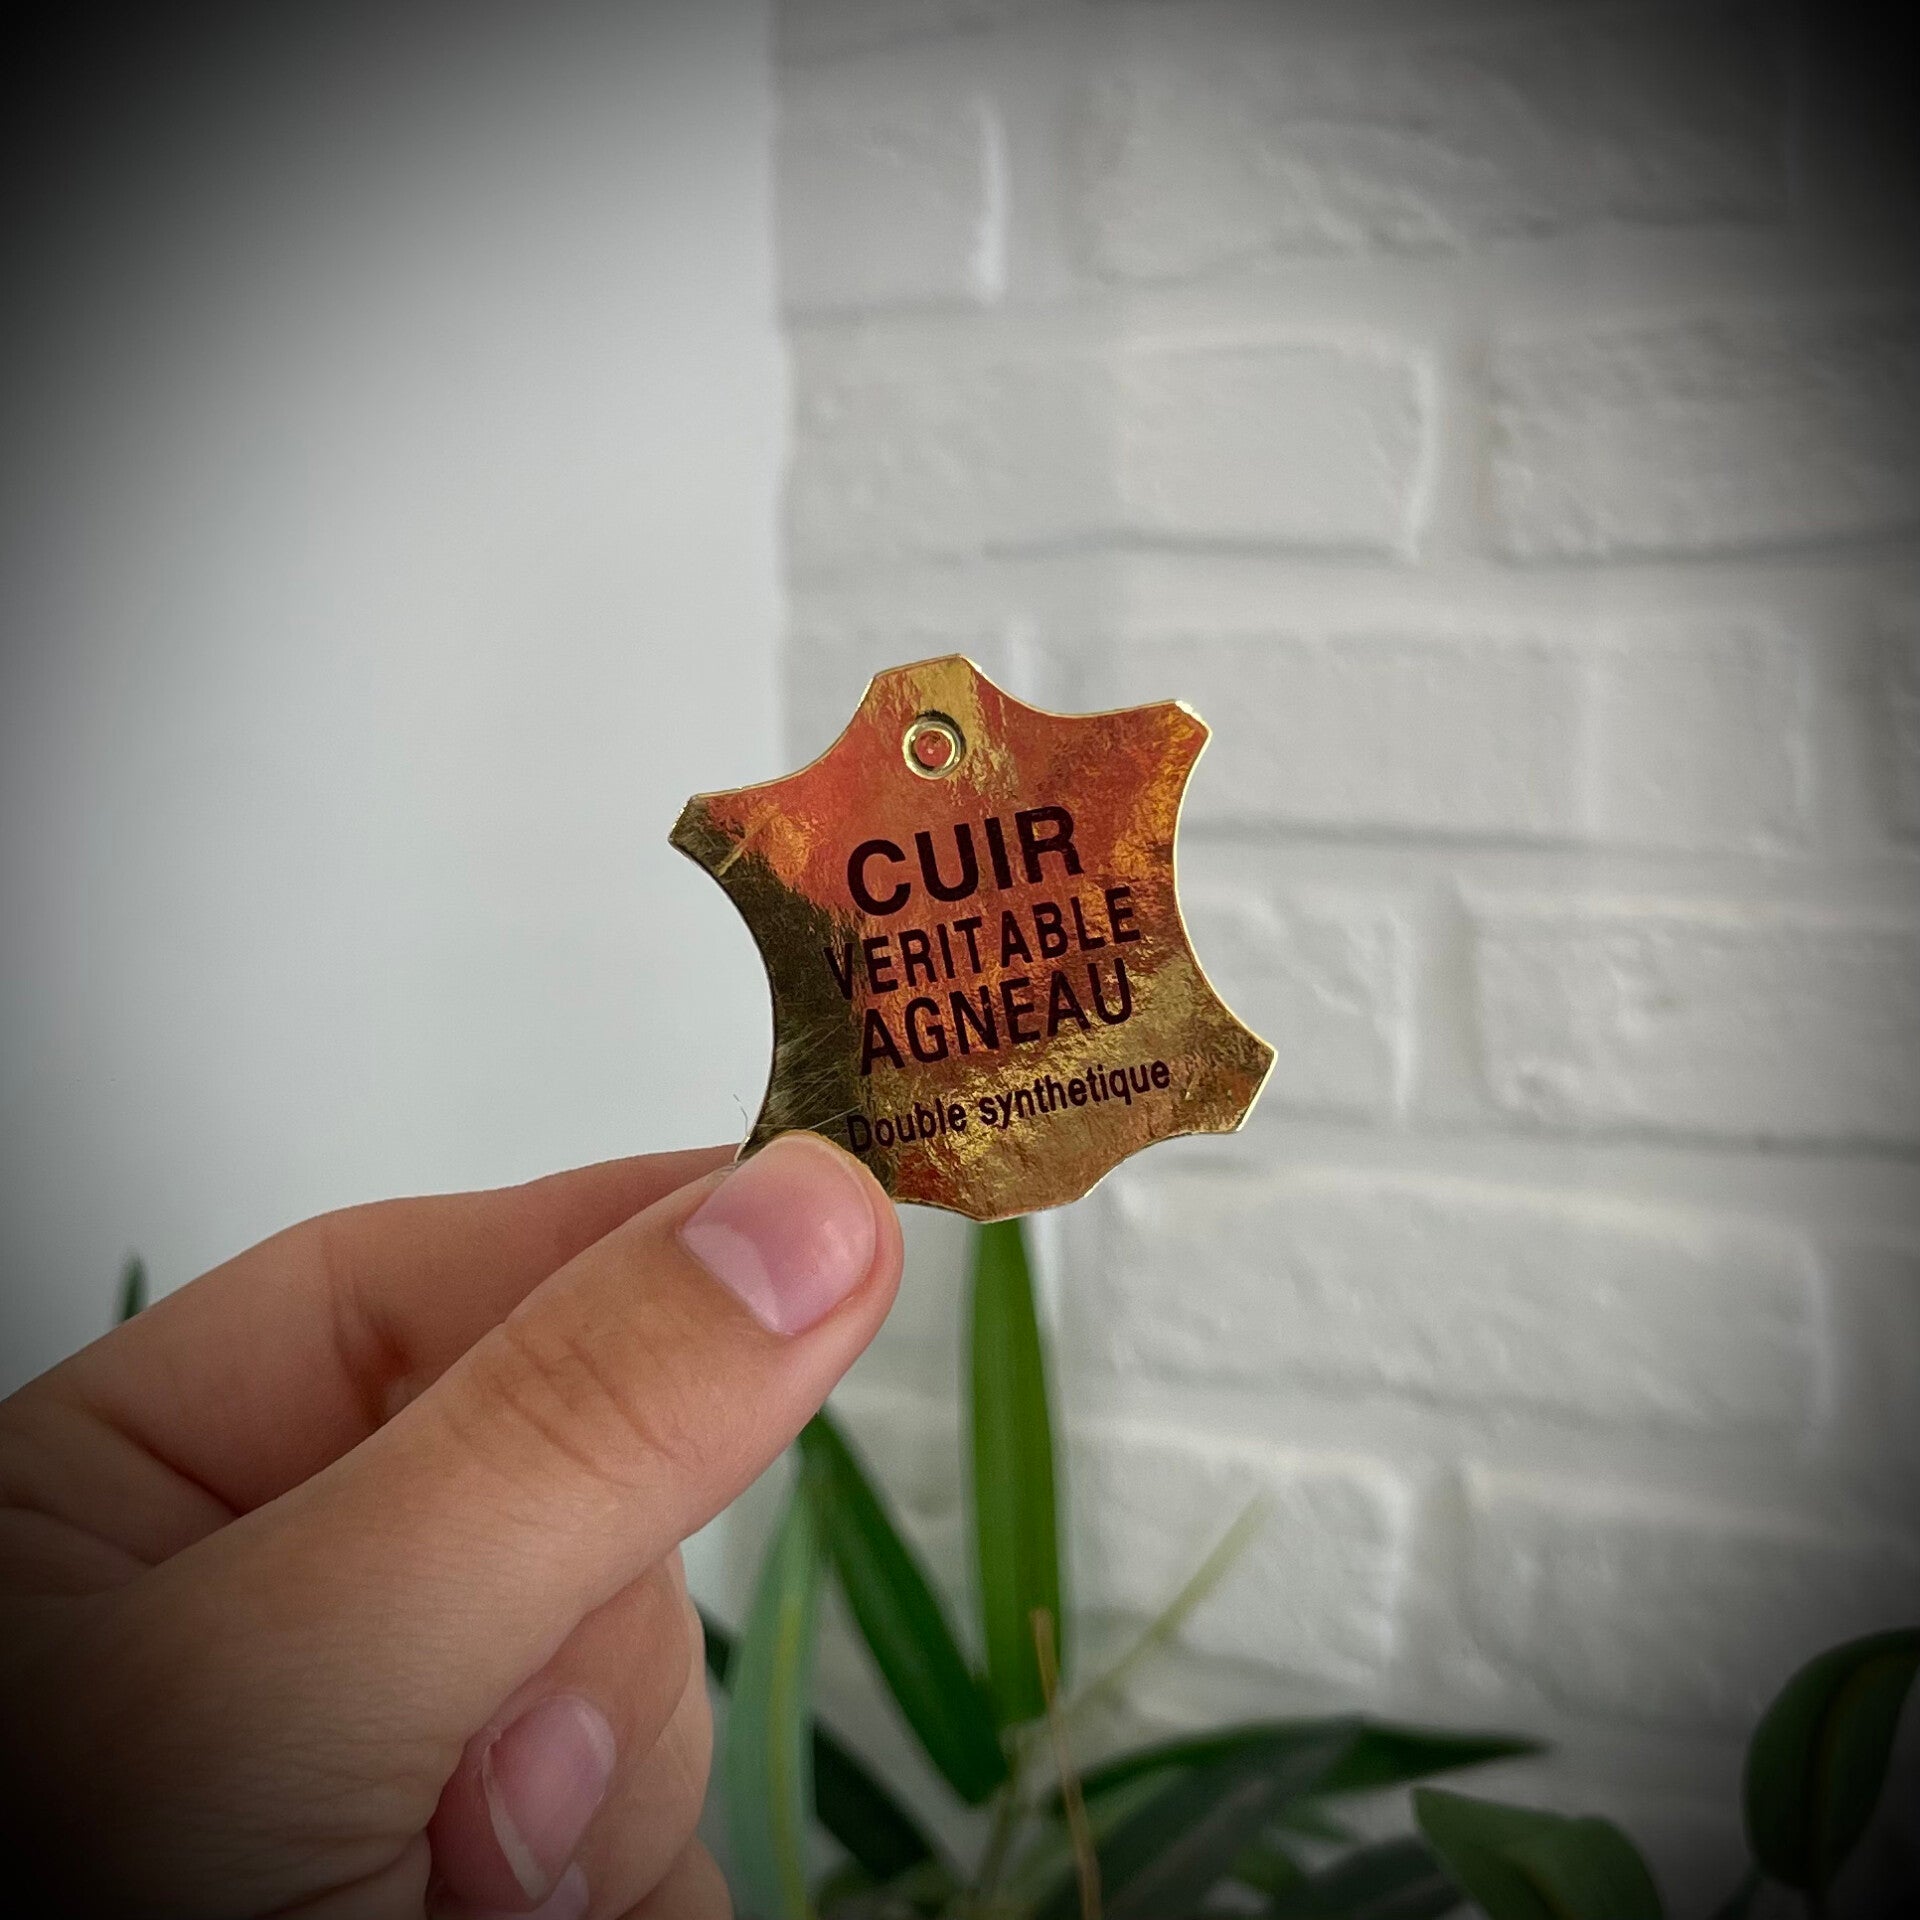 CUIR
VERITABLE
AGNEAU
Double synthetique